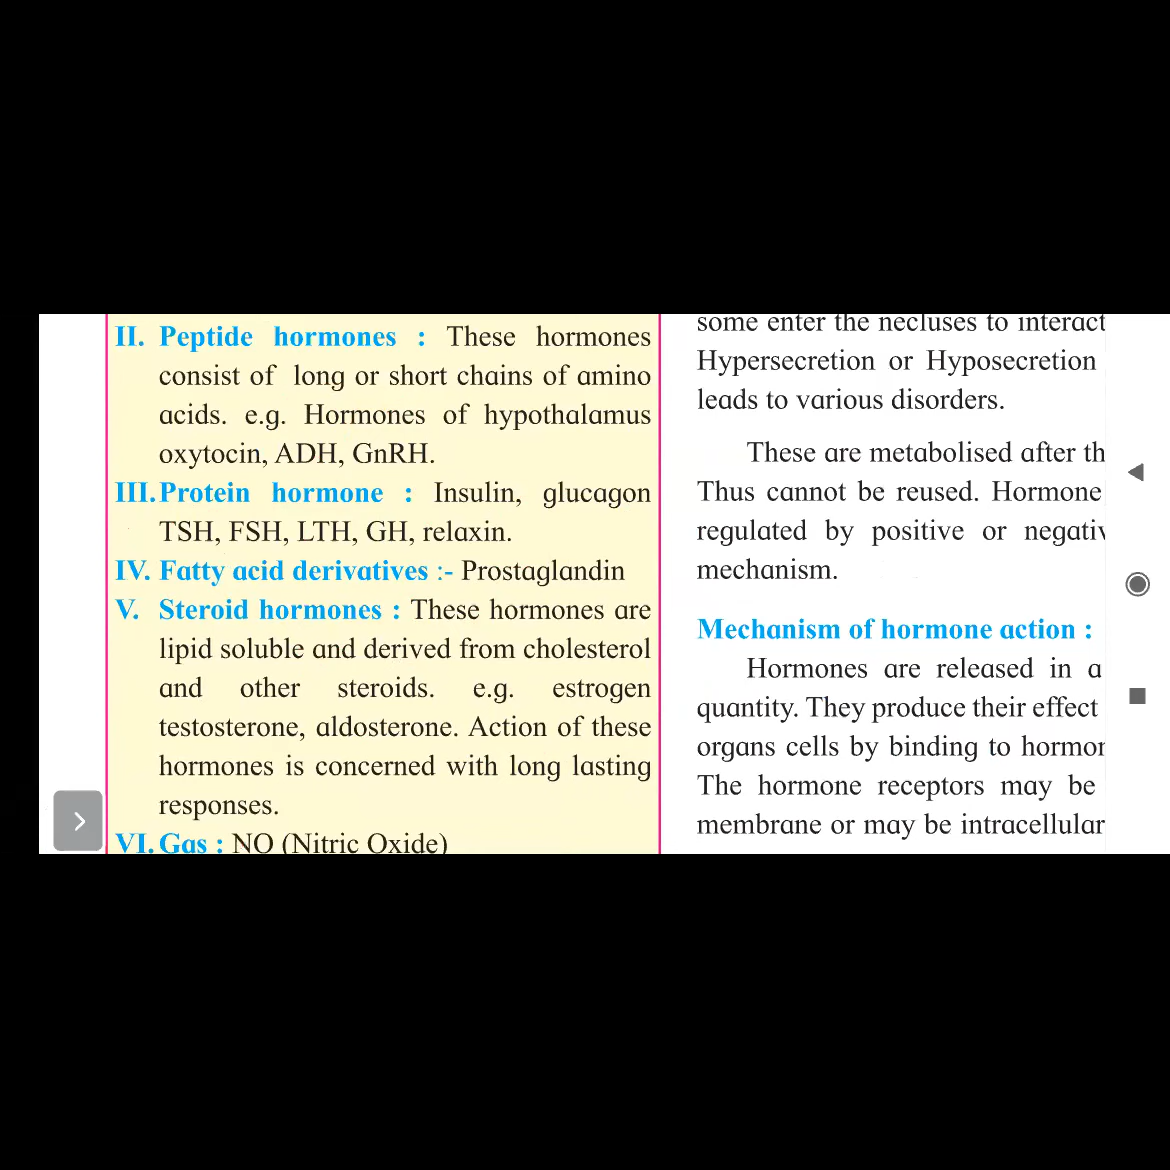 II. Peptide hormones : These hormones
consist of long or short chains of amino
acids. e.g. Hormones of hypothalamus
oxytocin, ADH, GnRH.
III. Protein hormone : Insulin, glucagon
TSH, FSH, LTH, GH, relaxin.
IV. Fatty acid derivatives :- Prostaglandin
V. Steroid hormones : These hormones are
lipid soluble and derived from cholesterol
and other steroids. e.g. estrogen
testosterone, aldosterone. Action of these
hormones is concerned with long lasting
responses.
VI. Gas : NO (Nitric Oxide)
some enter the necluses to interact
Hypersecretion or Hyposecretion
leads to various disorders.
These are metabolised after th
Thus cannot be reused. Hormone
regulated by positive or negativ
mechanism.
Mechanism of hormone action :
Hormones are released in a
quantity. They produce their effect
organs cells by binding to hormon
The hormone receptors may be
membrane or may be intracellular